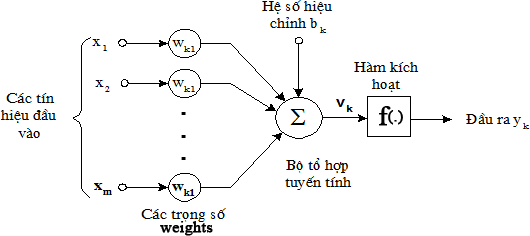 Hệ số hiệu
chỉnh b k
x 1
w k1
x 2
w k1
Các tín
hiệu đầu
vào
Σ
v k
Hàm kích
hoạt
f(.)
Đầu ra y k
Bộ tổ hợp
tuyến tính
x m
w k1
Các trọng số
weights